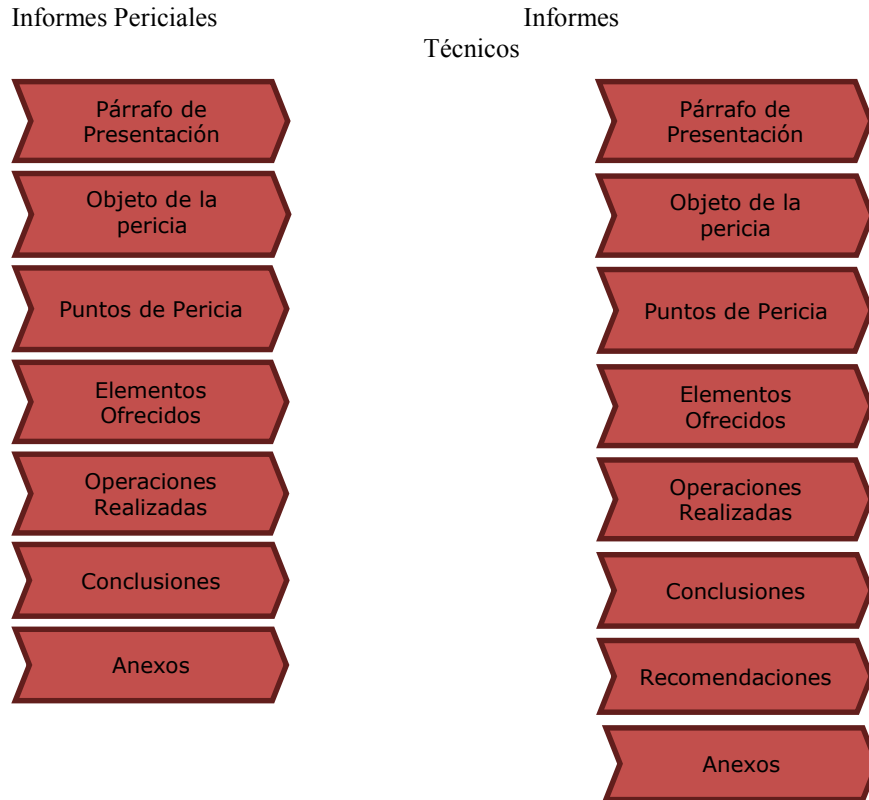 Informes Periciales
Informes
Técnicos
Párrafo de
Presentación
Objeto de la
pericia
Puntos de Pericia
Elementos
Ofrecidos
Operaciones
Realizadas
Conclusiones
Anexos
Párrafo de
Presentación
Objeto de la
pericia
Puntos de Pericia
Elementos
Ofrecidos
Operaciones
Realizadas
Conclusiones
Recomendaciones
Anexos